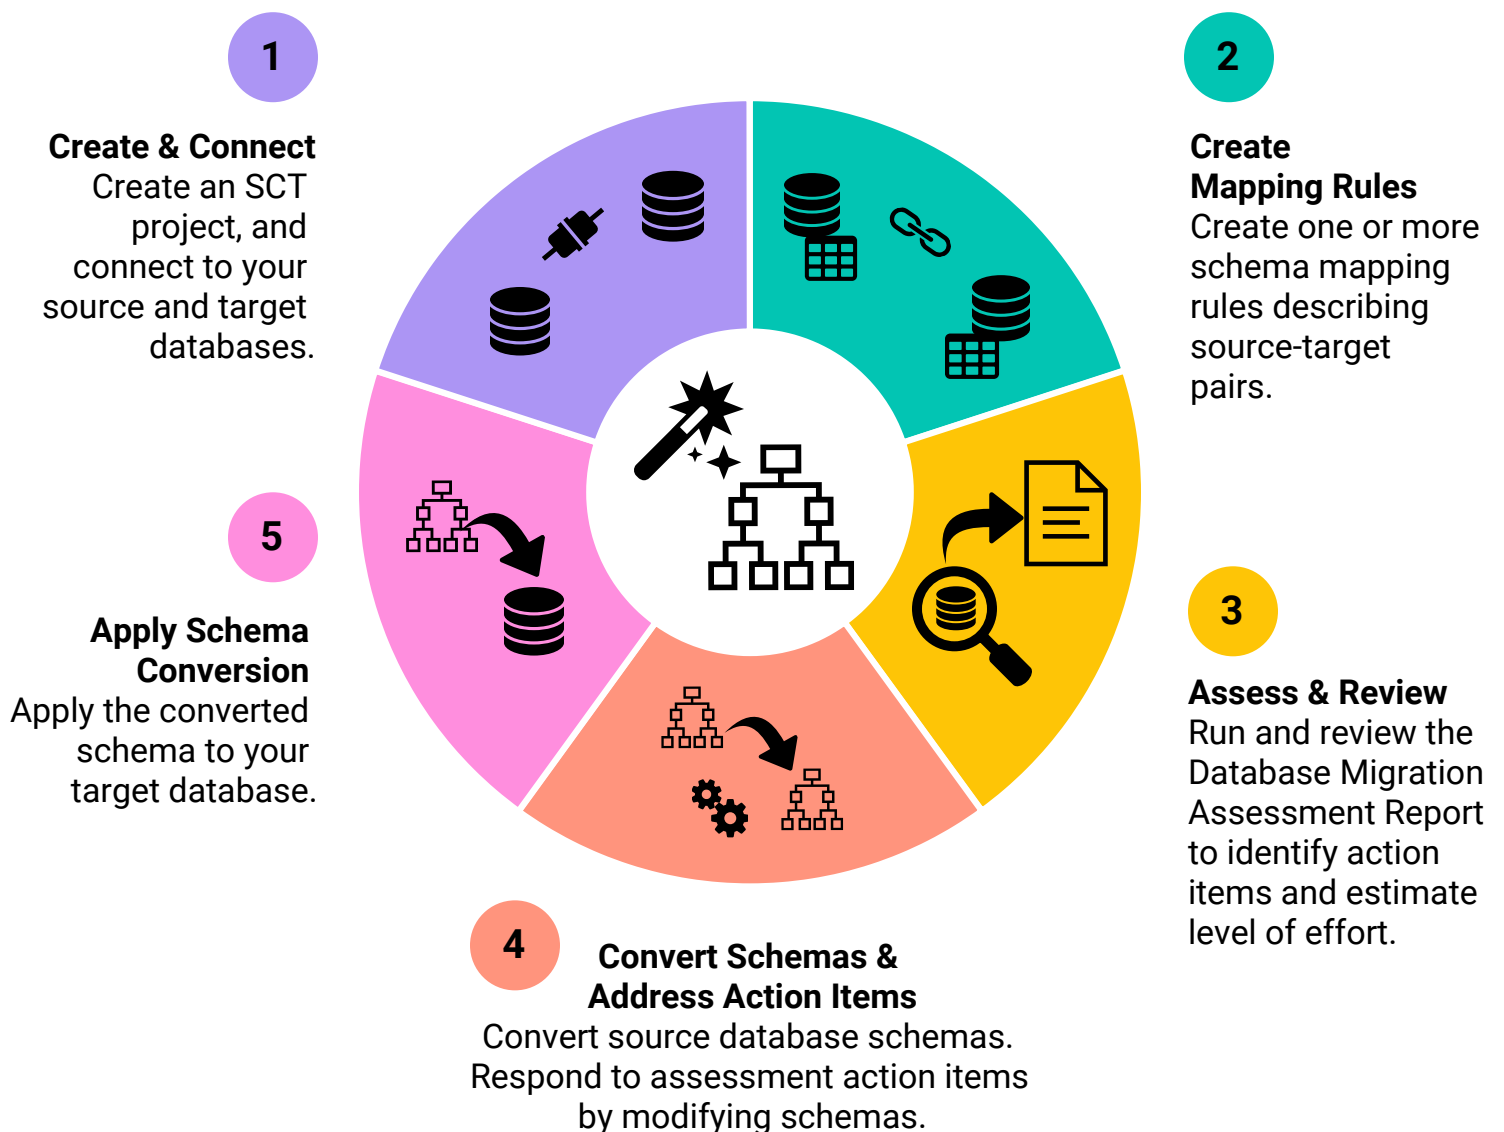 1
Create & Connect
Create an SCT
project, and
connect to your
source and target
databases.
2
Create
Mapping Rules
Create one or more
schema mapping
rules describing
source-target
pairs.
3
Assess & Review
Run and review the
Database Migration
Assessment Report
to identify action
items and estimate
level of effort.
4
Convert Schemas &
Address Action Items
Convert source database schemas.
Respond to assessment action items
by modifying schemas.
5
Apply Schema
Conversion
Apply the converted
schema to your
target database.